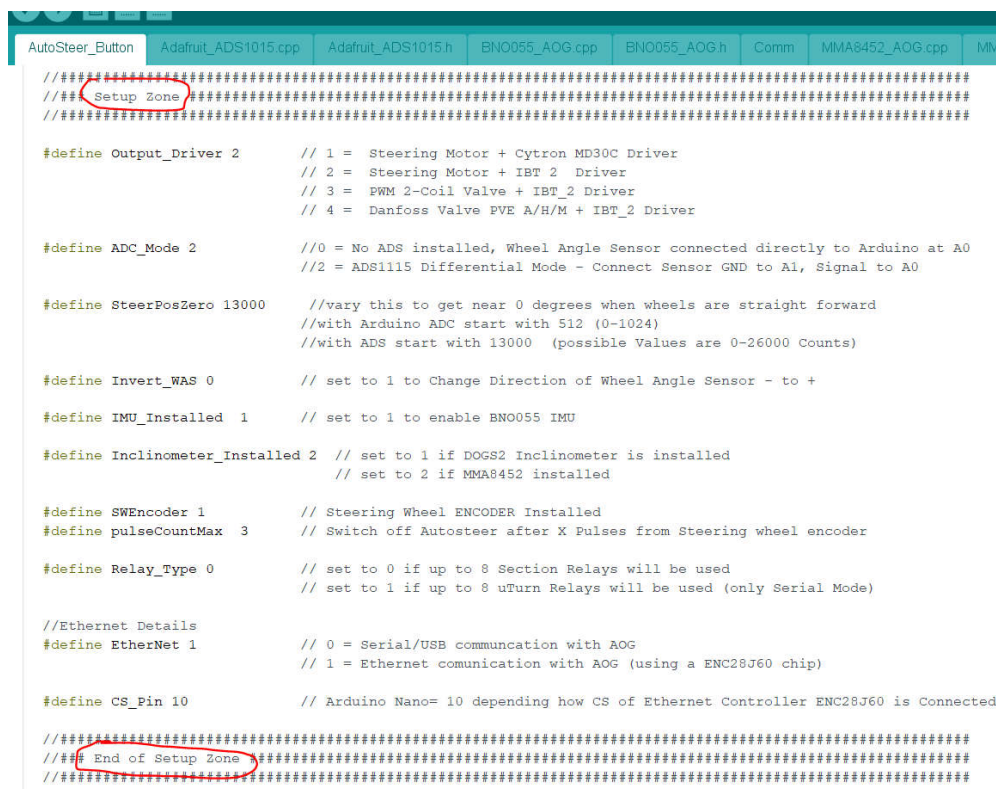 AutoSteer_Button Adafruit_ADS1015.cpp Adafruit_ADS1015.h BNO055_AOG.cpp BNO055_AOG.h Comm MMA8452_AOG.cpp MM
//##########################################################################################################
//### Setup Zone ###########################################################################################
//##########################################################################################################
#define Output_Driver 2 // 1 = Steering Motor + Cytron MD30C Driver
// 2 = Steering Motor + IBT 2 Driver
// 3 = PWM 2-Coil Valve + IBT_2 Driver
// 4 = Danfoss Valve PVE A/H/M + IBT_2 Driver
#define ADC_Mode 2 //0 = No ADS installed, Wheel Angle Sensor connected directly to Arduino at A0
//2 = ADS1115 Differential Mode - Connect Sensor GND to A1, Signal to A0
#define SteerPosZero 13000 //vary this to get near 0 degrees when wheels are straight forward
//with Arduino ADC start with 512 (0-1024)
//with ADS start with 13000 (possible Values are 0-26000 Counts)
#define Invert_WAS 0 // set to 1 to Change Direction of Wheel Angle Sensor - to +
#define IMU_Installed 1 // set to 1 to enable BNO055 IMU
#define Inclinometer_Installed 2 // set to 1 if DOGS2 Inclinometer is installed
// set to 2 if MMA8452 installed
#define SWEncoder 1 // Steering Wheel ENCODER Installed
#define pulseCountMax 3 // Switch off Autosteer after X Pulses from Steering wheel encoder
#define Relay_Type 0 // set to 0 if up to 8 Section Relays will be used
// set to 1 if up to 8 uTurn Relays will be used (only Serial Mode)
//Ethernet Details
#define EtherNet 1 // 0 = Serial/USB communcation with AOG
// 1 = Ethernet comunication with AOG (using a ENC28J60 chip)
#define CS_Pin 10 // Arduino Nano= 10 depending how CS of Ethernet Controller ENC28J60 is Connected
//##########################################################################################################
//### End of Setup Zone ####################################################################################
//##########################################################################################################